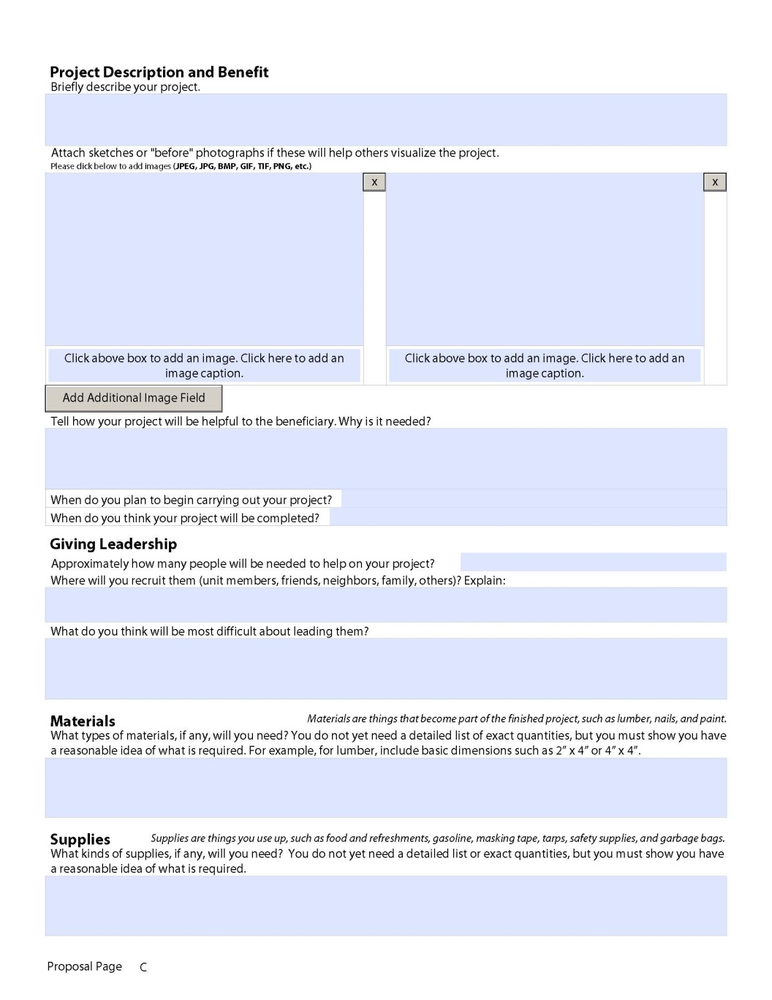 Project Description and Benefit
Briefly describe your project.
Attach sketches or "before" photographs if these will help others visualize the project.
Please click below to add images (JPEG, JPG, BMP, GIF, TIF, PNG, etc.)
X X
Click above box to add an image. Click here to add an
image caption.
Click above box to add an image. Click here to add an
image caption.
Add Additional Image Field
Tell how your project will be helpful to the beneficiary. Why is it needed?
When do you plan to begin carrying out your project?
When do you think your project will be completed?
Giving Leadership
Approximately how many people will be needed to help on your project?
Where will you recruit them (unit members, friends, neighbors, family, others)? Explain:
What do you think will be most difficult about leading them?
Materials Materials are things that become part of the finished project, such as lumber, nails, and paint.
What types of materials, if any, will you need? You do not yet need a detailed list of exact quantities, but you must show you have
a reasonable idea of what is required. For example, for lumber, include basic dimensions such as 2” x 4” or 4” x 4”.
Supplies Supplies are things you use up, such as food and refreshments, gasoline, masking tape, tarps, safety supplies, and garbage bags.
What kinds of supplies, if any, will you need? You do not yet need a detailed list or exact quantities, but you must show you have
a reasonable idea of what is required.
Proposal Page C